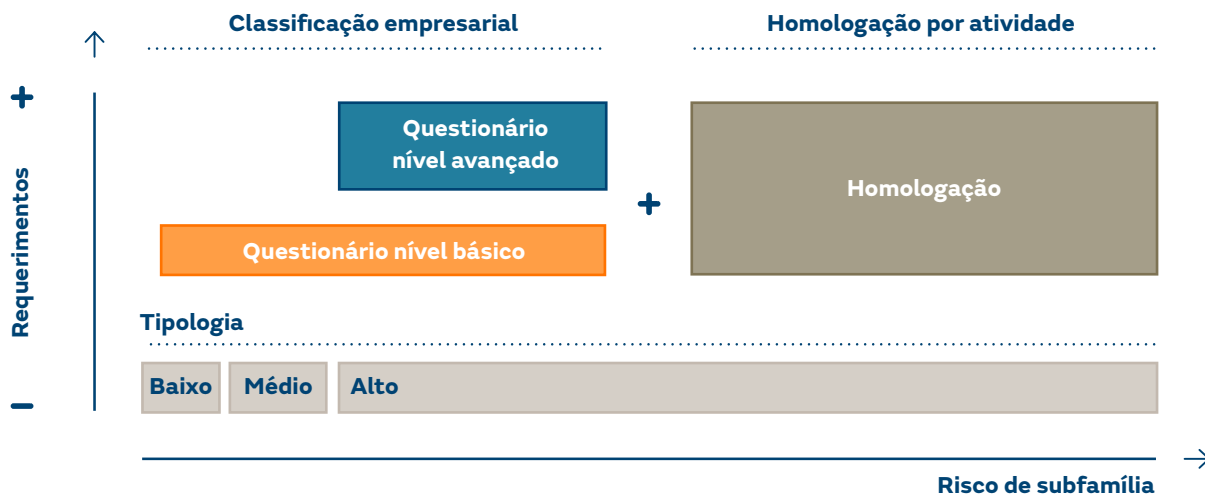 Classificação empresarial
Homologação por atividade
+
Requerimentos
–
Questionário
nível avançado
+
Homologação
Questionário nível básico
Tipologia
Baixo
Médio
Alto
Risco de subfamília